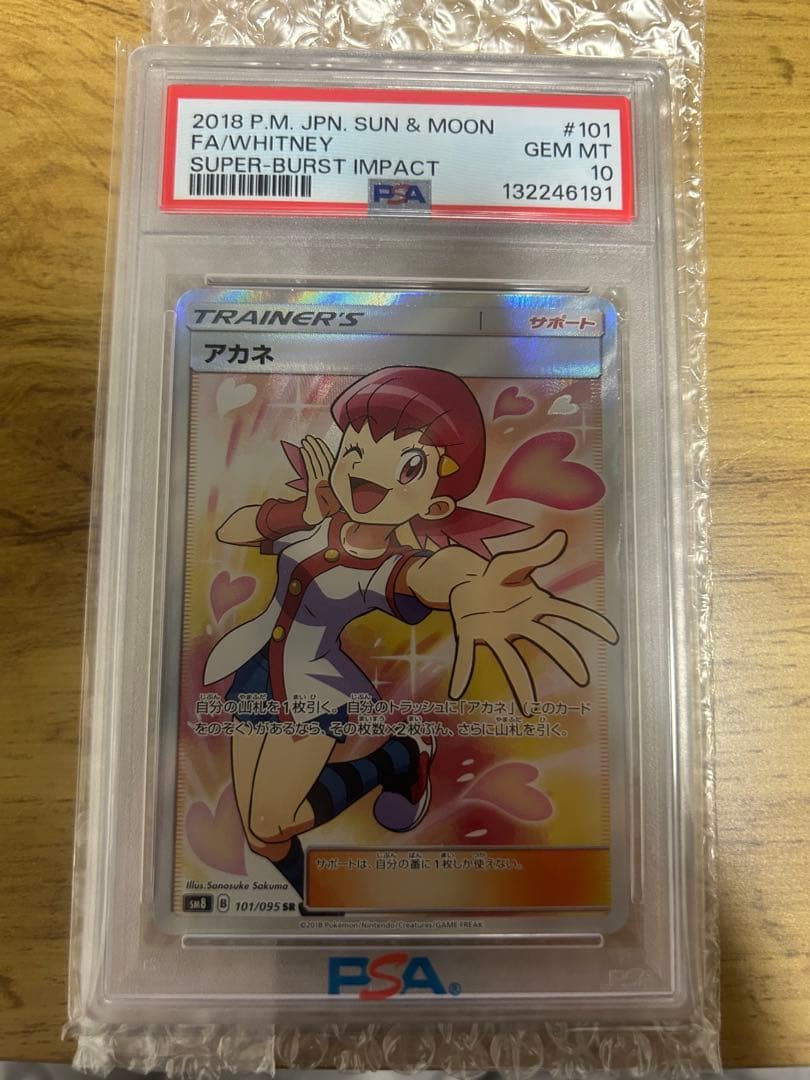 2018 P.M. JPN. SUN & MOON #101
FA/WHITNEY GEM MT
SUPER-BURST IMPACT 10
PSA 132246191
TRAINER'S サポート
アカネ
自分の山札を1枚引く。自分のトラッシュに「アカネ」(このカード
をのぞく)があるなら、その枚数×2枚ぶん、さらに山札を引く。
サポートは、自分の番に1枚しか使えない。
Illus.Sanosuke Sakuma
SM8 B 101/095 SR
©2018 Pokémon/Nintendo/Creatures/GAME FREAK
PSA®